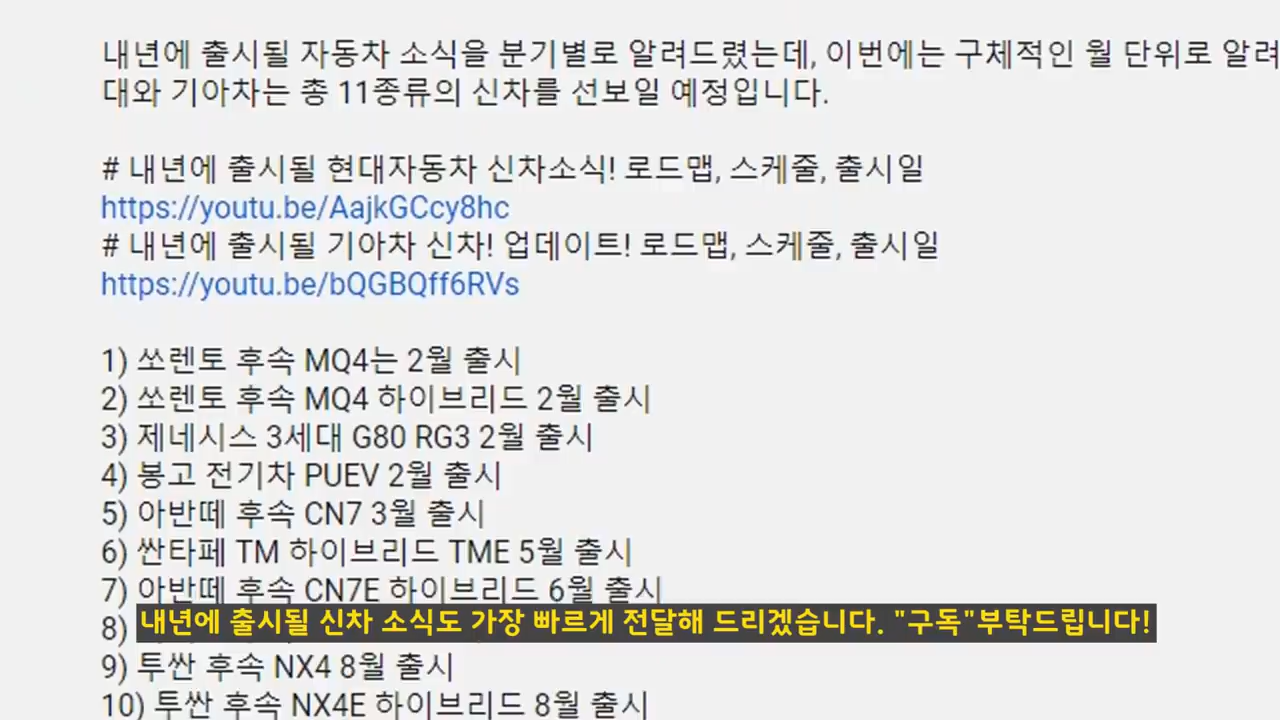 내년에 출시될 자동차 소식을 분기별로 알려드렸는데, 이번에는 구체적인 월 단위로 알려
대와 기아차는 총 11종류의 신차를 선보일 예정입니다.
# 내년에 출시될 현대자동차 신차소식! 로드맵, 스케줄, 출시일
https://youtu.be/AajkGCcy8hc
# 내년에 출시될 기아차 신차! 업데이트! 로드맵, 스케줄, 출시일
https://youtu.be/bQGBQff6RVs
1) 쏘렌토 후속 MQ4는 2월 출시
2) 쏘렌토 후속 MQ4 하이브리드 2월 출시
3) 제네시스 3세대 G80 RG3 2월 출시
4) 봉고 전기차 PUEV 2월 출시
5) 아반떼 후속 CN7 3월 출시
6) 싼타페 TM 하이브리드 TME 5월 출시
7) 아반떼 후속 CN7E 하이브리드 6월 출시
8)
내년에 출시될 신차 소식도 가장 빠르게 전달해 드리겠습니다. "구독"부탁드립니다!
9) 투싼 후속 NX4 8월 출시
10) 투싼 후속 NX4E 하이브리드 8월 출시